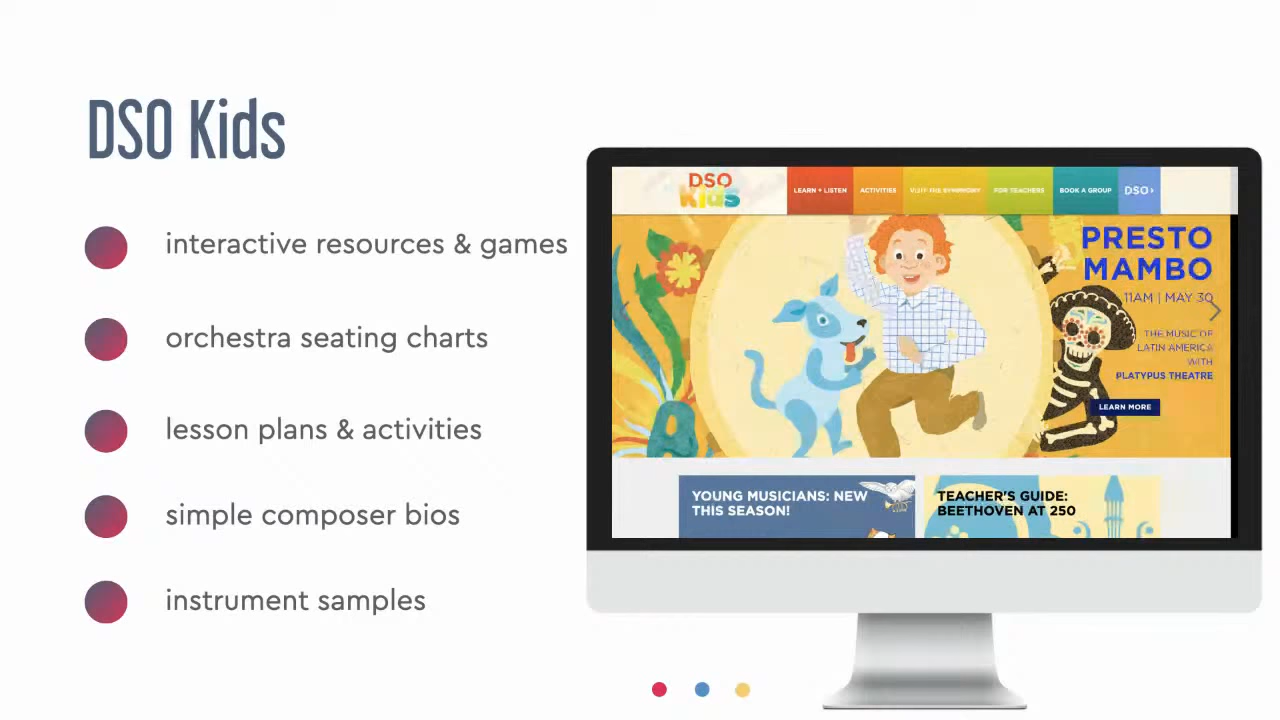 DSO Kids
interactive resources & games
orchestra seating charts
lesson plans & activities
simple composer bios
instrument samples
DSO
Kids
LEARN + LISTEN
ACTIVITIES
VISIT THE SYMPHONY
FOR TEACHERS
BOOK A GROUP
DSO ›
PRESTO
MAMBO
11AM | MAY 30
THE MUSIC OF
LATIN AMERICA
WITH
PLATYPUS THEATRE
LEARN MORE
YOUNG MUSICIANS: NEW
THIS SEASON!
TEACHER'S GUIDE:
BEETHOVEN AT 250